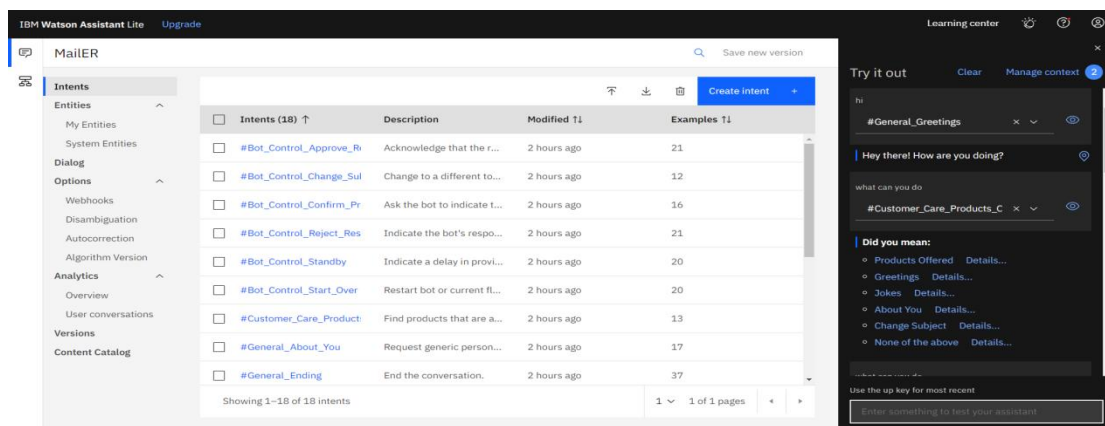 IBM Watson Assistant Lite Upgrade Learning center
MailER Save new version
Intents
Entities
My Entities
System Entities
Dialog
Options
Webhooks
Disambiguation
Autocorrection
Algorithm Version
Analytics
Overview
User conversations
Versions
Content Catalog
Create intent +
Intents (18) ↑ Description Modified ↑↓ Examples ↑↓
#Bot_Control_Approve_R Acknowledge that the r... 2 hours ago 21
#Bot_Control_Change_Sul Change to a different to... 2 hours ago 12
#Bot_Control_Confirm_Pr Ask the bot to indicate t... 2 hours ago 16
#Bot_Control_Reject_Res Indicate the bot's respo... 2 hours ago 21
#Bot_Control_Standby Indicate a delay in provi... 2 hours ago 20
#Bot_Control_Start_Over Restart bot or current fl... 2 hours ago 20
#Customer_Care_Product Find products that are a... 2 hours ago 13
#General_About_You Request generic person... 2 hours ago 17
#General_Ending End the conversation. 2 hours ago 37
Showing 1–18 of 18 intents 1 1 of 1 pages
Try it out Clear Manage context 2
hi
#General_Greetings
Hey there! How are you doing?
what can you do
#Customer_Care_Products_C
Did you mean:
Products Offered Details...
Greetings Details...
Jokes Details...
About You Details...
Change Subject Details...
None of the above Details...
what can you do
Use the up key for most recent
Enter something to test your assistant